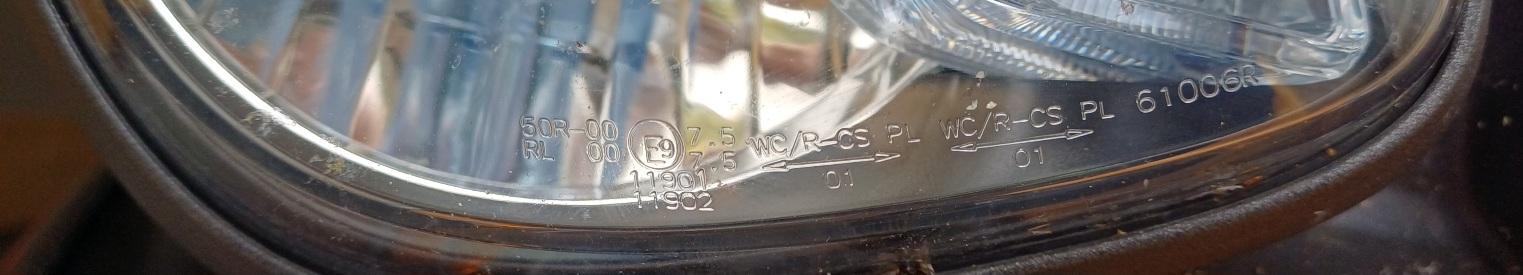 50R-00 E9 7.5 WC/R-CS PL WC/R-CS PL 61006R
RL 00 7.5 01 01
11901
11902